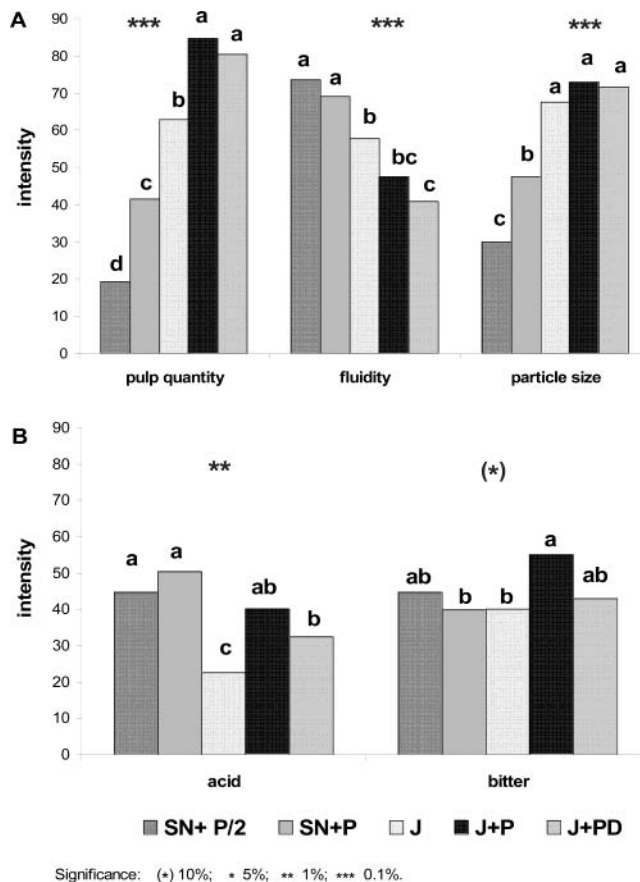 A
90
80
70
60
50
40
30
20
10
0
intensity
***
***
***
d
c
b
a
a
a
a
b
bc
c
c
b
a
a
a
pulp quantity
fluidity
particle size
B
90
80
70
60
50
40
30
20
10
0
intensity
**
(*)
a
a
c
ab
b
ab
b
b
a
ab
acid
bitter
SN+ P/2 SN+P J J+P J+PD
Significance: (*) 10%; * 5%; ** 1%; *** 0.1%.